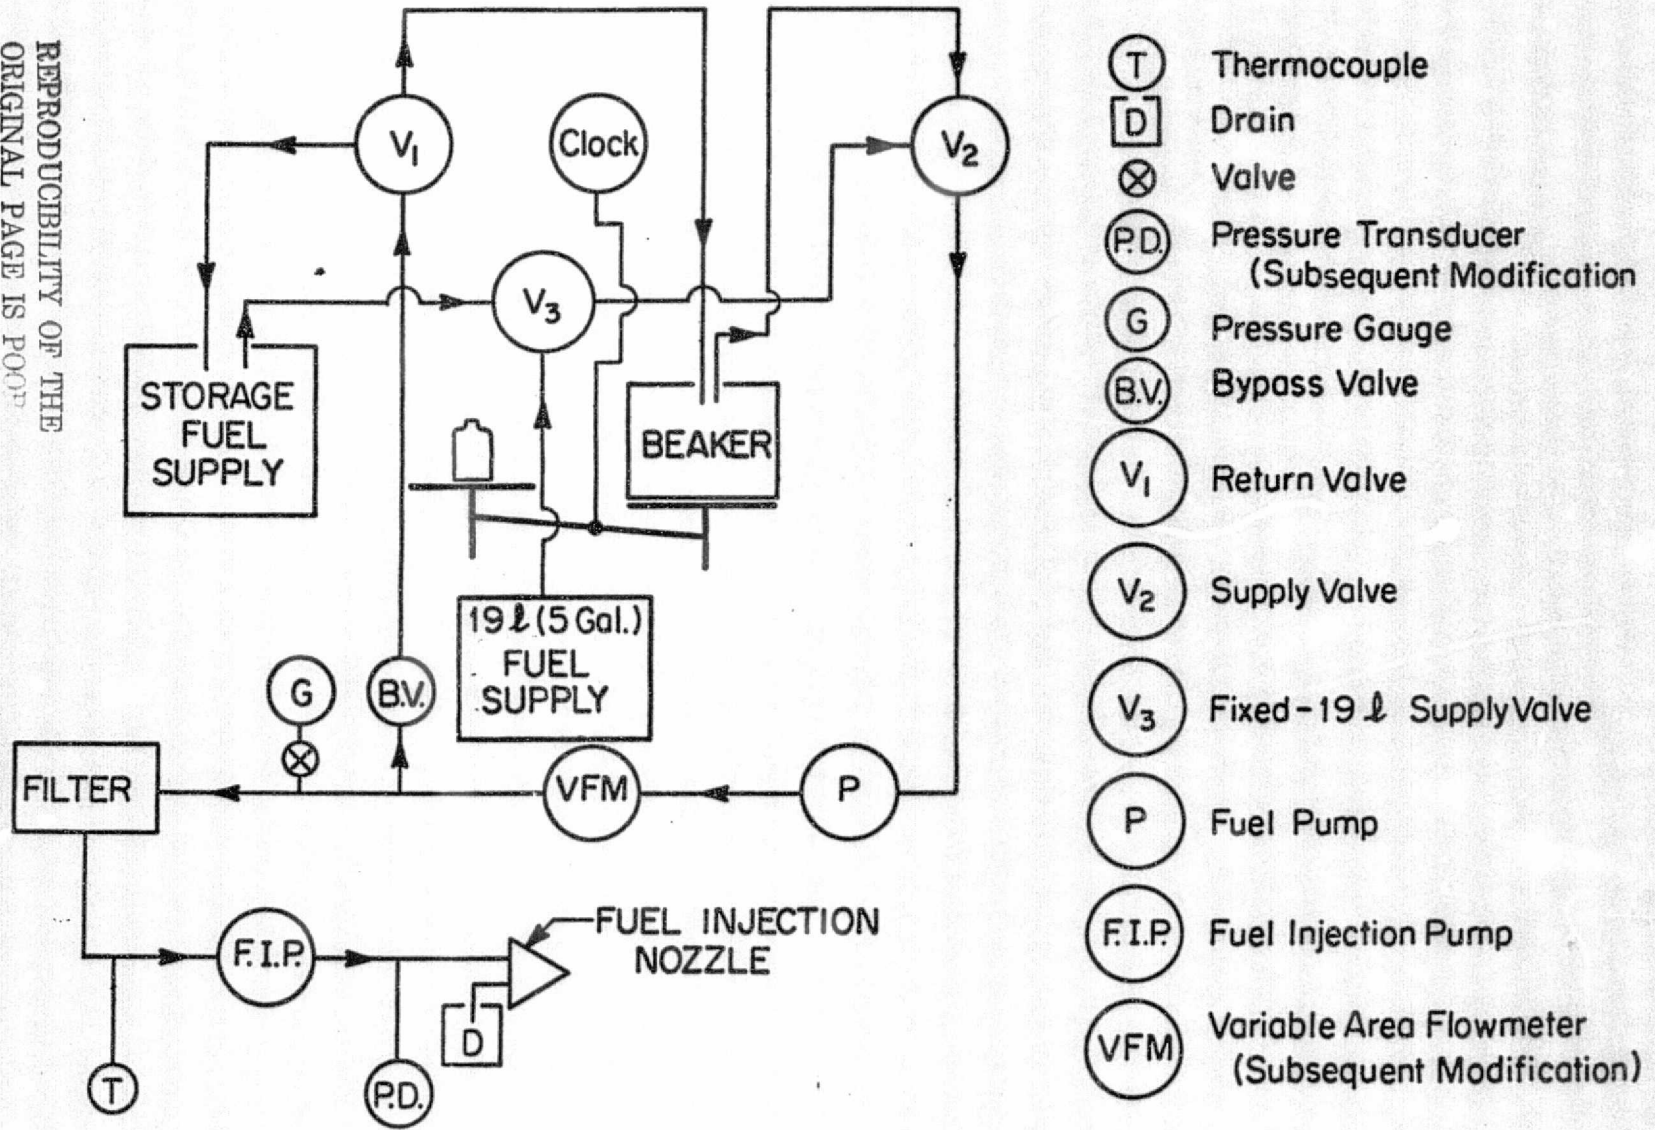 REPRODUCIBILITY OF THE
ORIGINAL PAGE IS POOR
V1
Clock
V2
V3
STORAGE
FUEL
SUPPLY
BEAKER
19 ℓ (5 Gal.)
FUEL
SUPPLY
G
B.V.
FILTER
VFM
P
F.I.P.
FUEL INJECTION
NOZZLE
D
T
P.D.
T Thermocouple
D Drain
Valve
P.D. Pressure Transducer
(Subsequent Modification
G Pressure Gauge
B.V. Bypass Valve
V1 Return Valve
V2 Supply Valve
V3 Fixed-19 ℓ Supply Valve
P Fuel Pump
F.I.P. Fuel Injection Pump
VFM Variable Area Flowmeter
(Subsequent Modification)